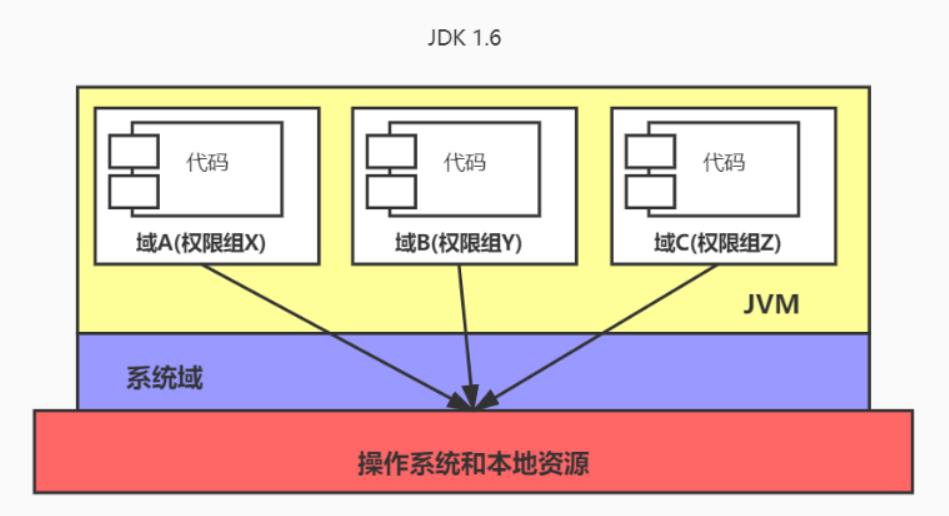 JDK 1.6
代码
代码
代码
域A(权限组X)
域B(权限组Y)
域C(权限组Z)
JVM
系统域
操作系统和本地资源